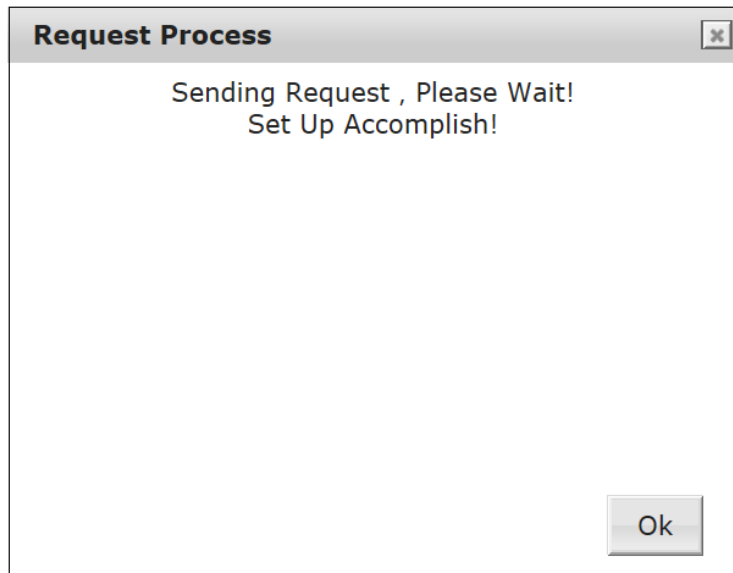 Request Process
Sending Request , Please Wait!
Set Up Accomplish!
Ok